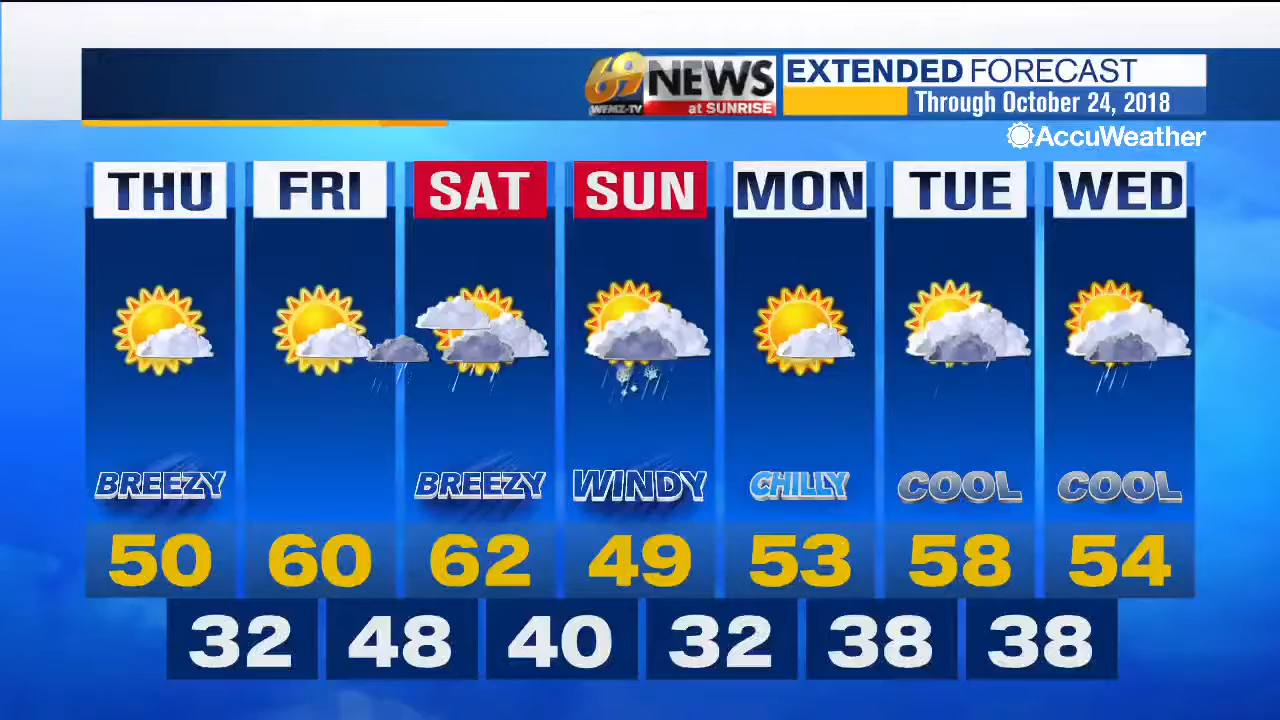 69 NEWS
WFMZ-TV at SUNRISE
EXTENDED FORECAST
Through October 24, 2018
AccuWeather
THU FRI SAT SUN MON TUE WED
BREEZY BREEZY WINDY CHILLY COOL COOL
50 60 62 49 53 58 54
32 48 40 32 38 38